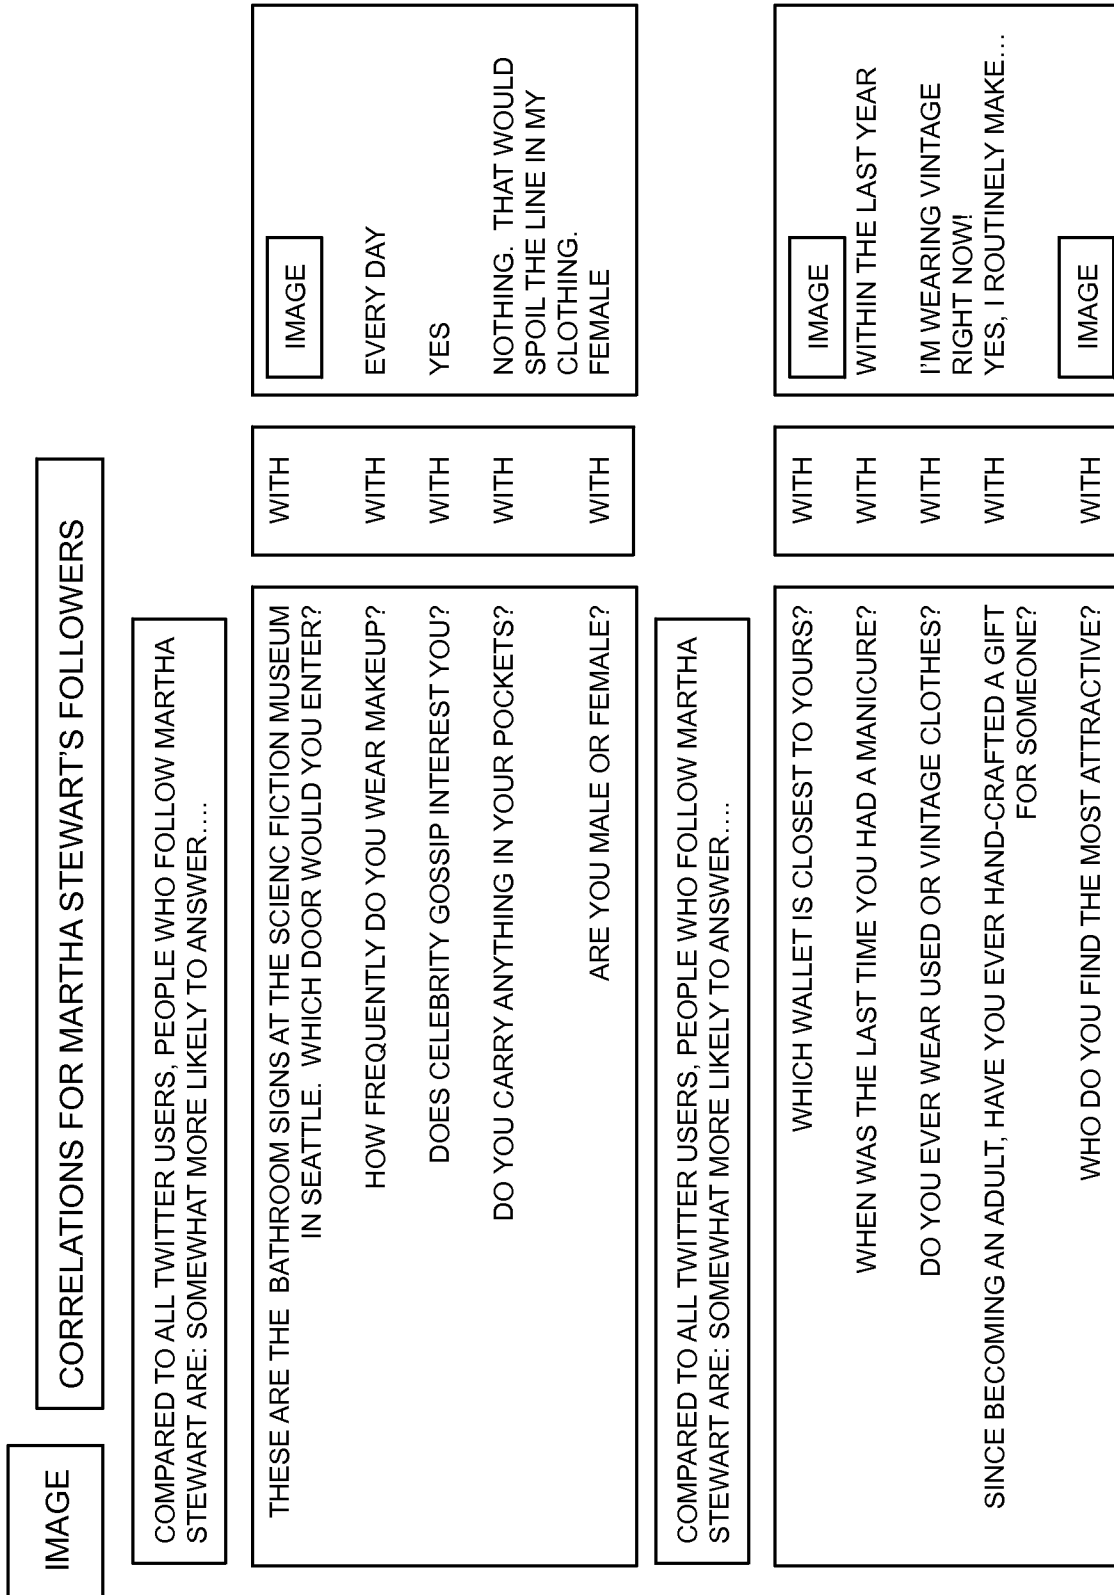 IMAGE
CORRELATIONS FOR MARTHA STEWART'S FOLLOWERS
COMPARED TO ALL TWITTER USERS, PEOPLE WHO FOLLOW MARTHA
STEWART ARE: SOMEWHAT MORE LIKELY TO ANSWER....
THESE ARE THE BATHROOM SIGNS AT THE SCIENC FICTION MUSEUM
IN SEATTLE. WHICH DOOR WOULD YOU ENTER?
WITH
IMAGE
HOW FREQUENTLY DO YOU WEAR MAKEUP?
WITH
EVERY DAY
DOES CELEBRITY GOSSIP INTEREST YOU?
WITH
YES
DO YOU CARRY ANYTHING IN YOUR POCKETS?
WITH
NOTHING. THAT WOULD
SPOIL THE LINE IN MY
CLOTHING.
ARE YOU MALE OR FEMALE?
WITH
FEMALE
COMPARED TO ALL TWITTER USERS, PEOPLE WHO FOLLOW MARTHA
STEWART ARE: SOMEWHAT MORE LIKELY TO ANSWER....
WHICH WALLET IS CLOSEST TO YOURS?
WITH
IMAGE
WHEN WAS THE LAST TIME YOU HAD A MANICURE?
WITH
WITHIN THE LAST YEAR
DO YOU EVER WEAR USED OR VINTAGE CLOTHES?
WITH
I'M WEARING VINTAGE
RIGHT NOW!
SINCE BECOMING AN ADULT, HAVE YOU EVER HAND-CRAFTED A GIFT
FOR SOMEONE?
WITH
YES, I ROUTINELY MAKE...
WHO DO YOU FIND THE MOST ATTRACTIVE?
WITH
IMAGE